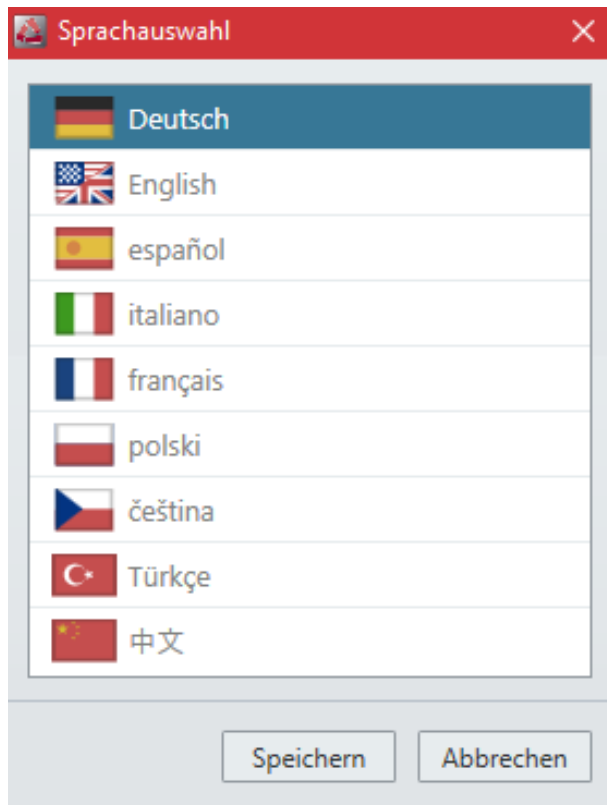 Sprachauswahl
Deutsch
English
español
italiano
français
polski
čeština
Türkçe
中文
Speichern Abbrechen